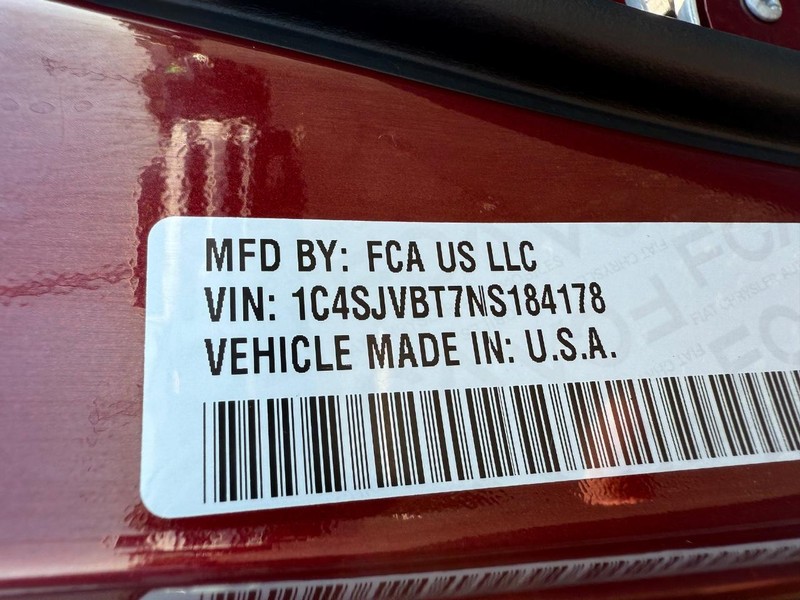 MFD BY: FCA US LLC
VIN: 1C4SJVBT7NS184178
VEHICLE MADE IN: U.S.A.